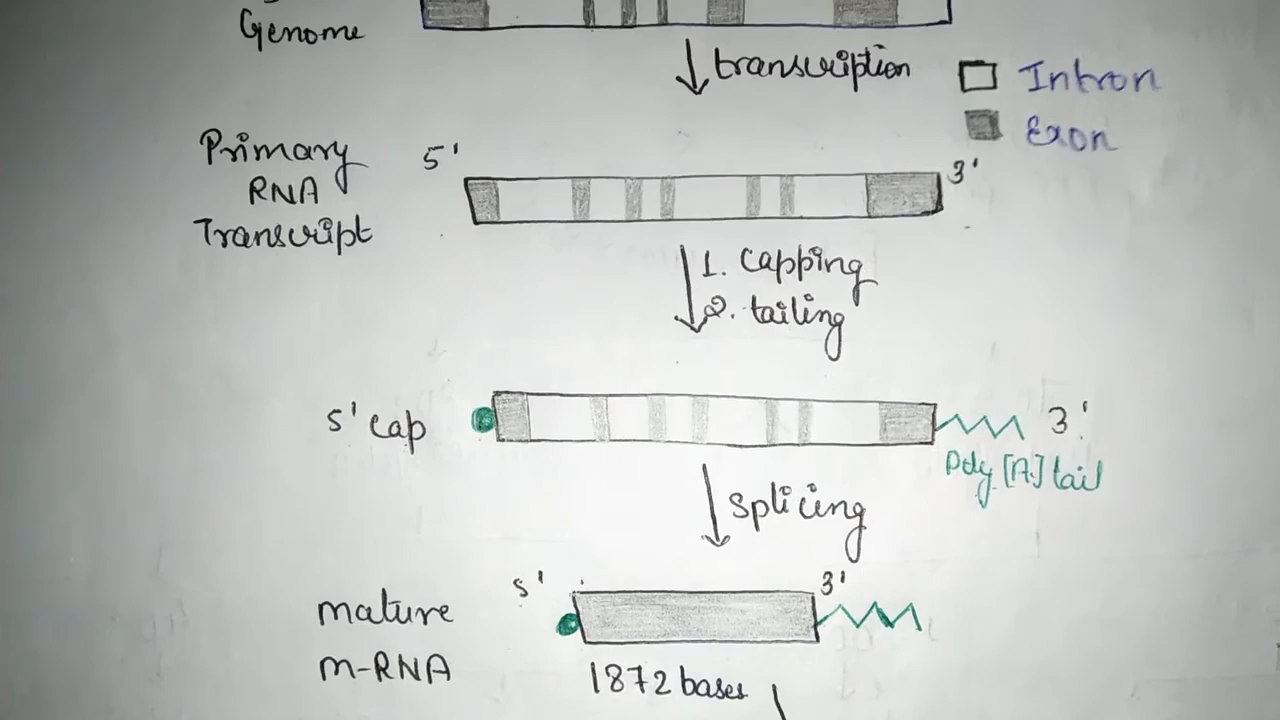 Genome
transcription
Intron
Exon
Primary
RNA
Transcript
5'
3'
1. Capping
2. tailing
5' Cap
3'
Poly [A] tail
Splicing
5'
3'
mature
m-RNA
1872 bases